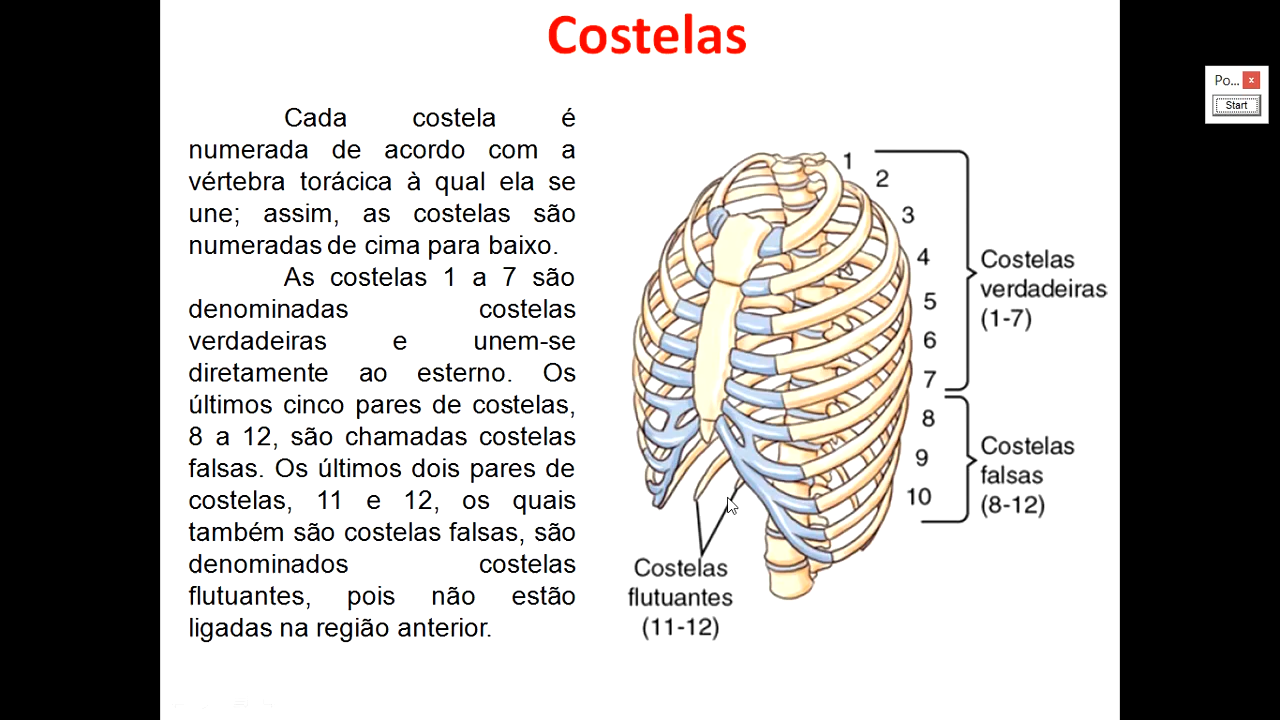 Costelas
Po...
x
Start
Cada costela é
numerada de acordo com a
vértebra torácica à qual ela se
une; assim, as costelas são
numeradas de cima para baixo.
As costelas 1 a 7 são
denominadas costelas
verdadeiras e unem-se
diretamente ao esterno. Os
últimos cinco pares de costelas,
8 a 12, são chamadas costelas
falsas. Os últimos dois pares de
costelas, 11 e 12, os quais
também são costelas falsas, são
denominados costelas
flutuantes, pois não estão
ligadas na região anterior.
1
2
3
4
5
6
7
8
9
10
Costelas
verdadeiras
(1-7)
Costelas
falsas
(8-12)
Costelas
flutuantes
(11-12)